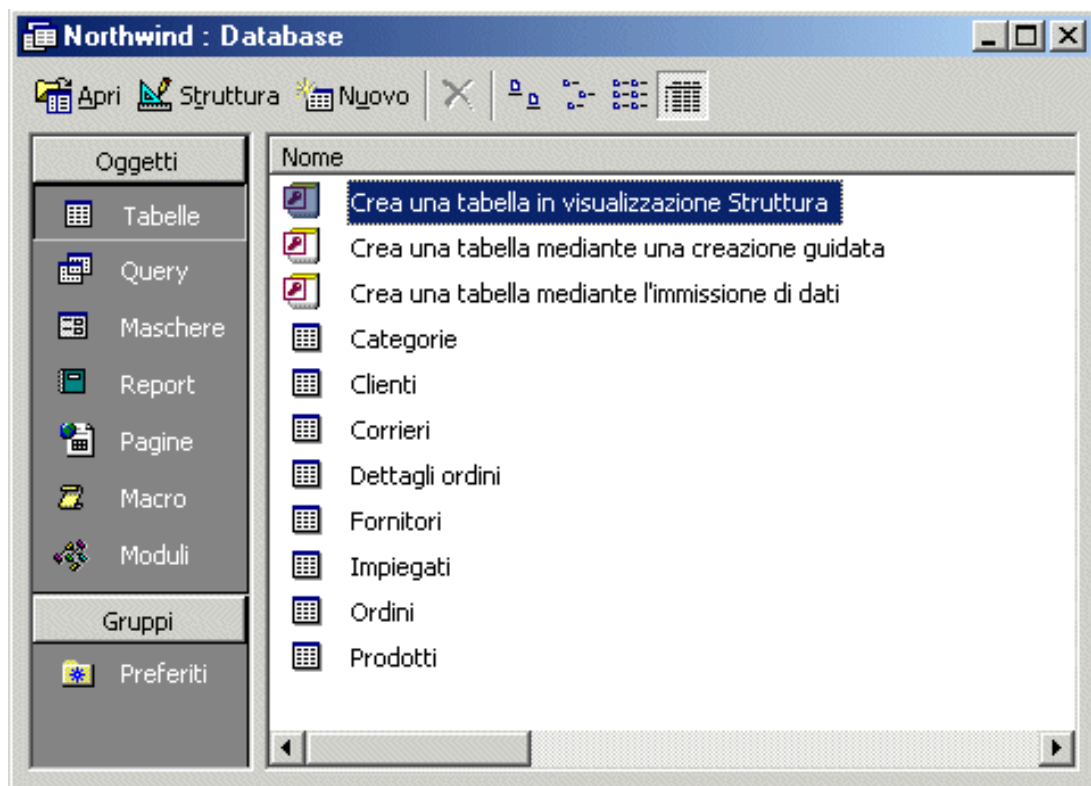 Northwind : Database
Apri Struttura Nuovo
Oggetti
Tabelle
Query
Maschere
Report
Pagine
Macro
Moduli
Gruppi
Preferiti
Nome
Crea una tabella in visualizzazione Struttura
Crea una tabella mediante una creazione guidata
Crea una tabella mediante l'immissione di dati
Categorie
Clienti
Corrieri
Dettagli ordini
Fornitori
Impiegati
Ordini
Prodotti